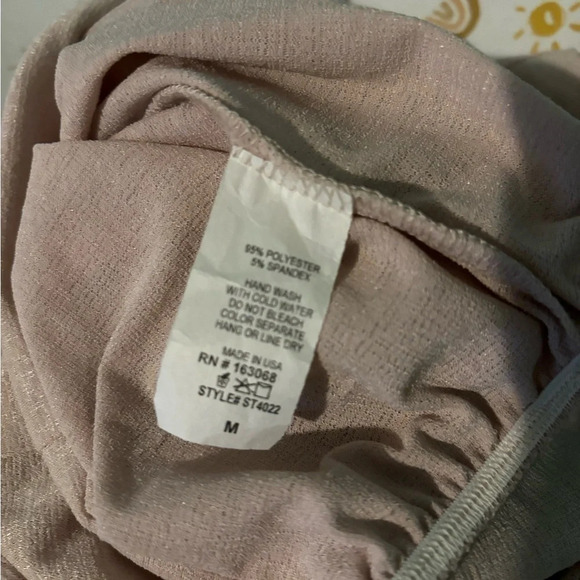 95% POLYESTER
5% SPANDEX
HAND WASH
WITH COLD WATER
DO NOT BLEACH
COLOR SEPARATE
HANG OR LINE DRY
MADE IN USA
RN # 163068
STYLE# ST4022
M